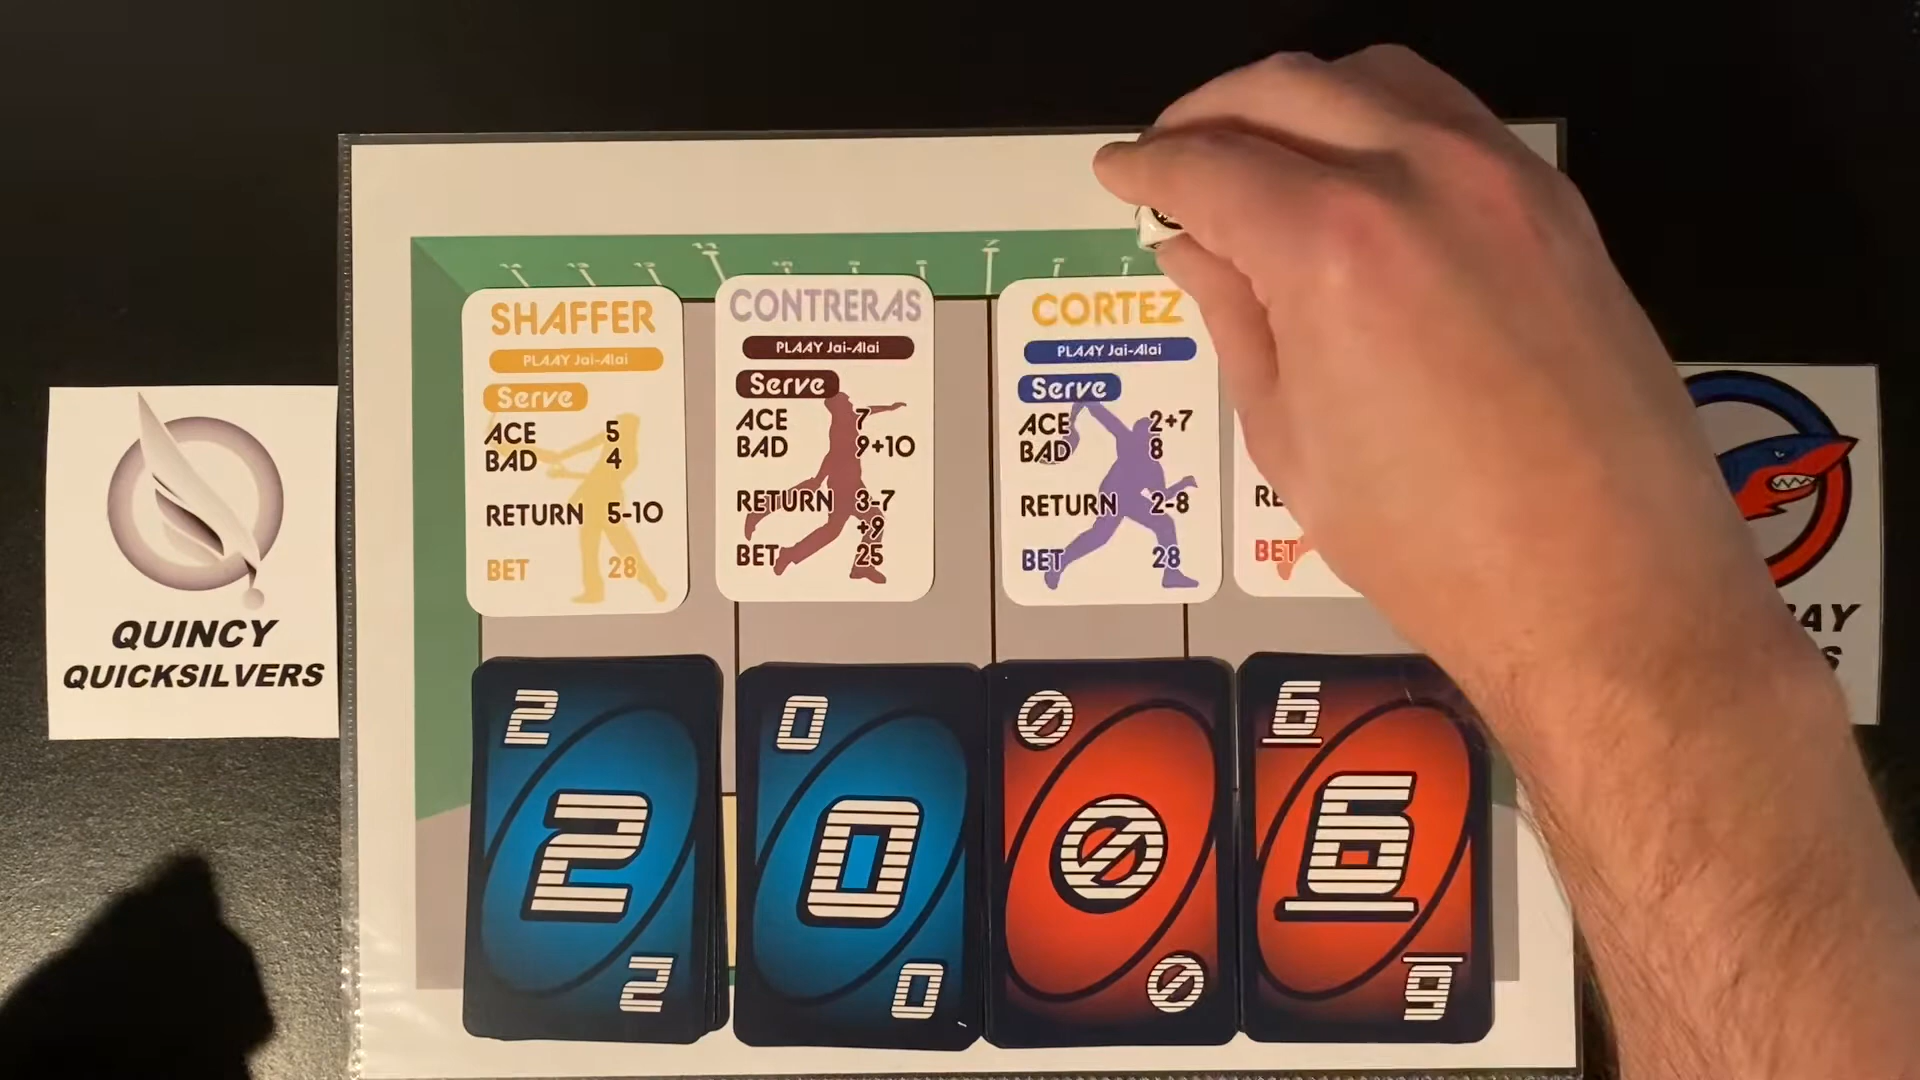 SHAFFER
PLAAY Jai-Alai
Serve
ACE 5
BAD 4
RETURN 5-10
BET 28
CONTRERAS
PLAAY Jai-Alai
Serve
ACE 7
BAD 9+10
RETURN 3-7
+9
BET 25
CORTEZ
PLAAY Jai-Alai
Serve
ACE 2+7
BAD 8
RETURN 2-8
BET 28
BET
QUINCY
QUICKSILVERS
2
2
2
0
0
0
6
6
6